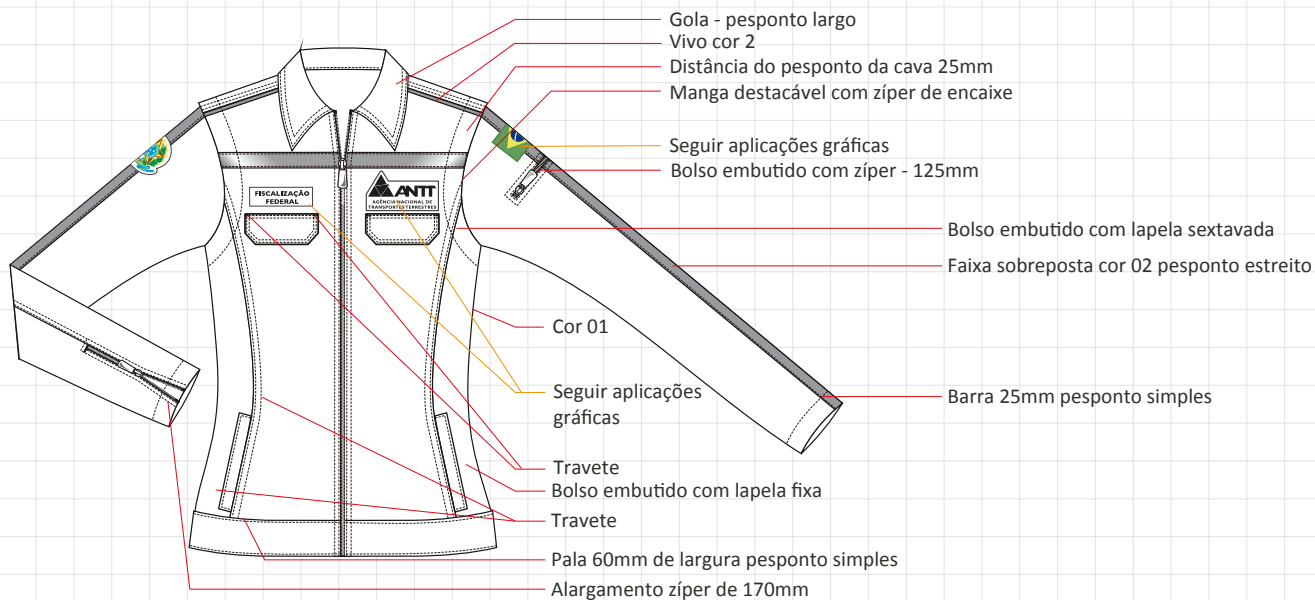 Gola - pesponto largo
Vivo cor 2
Distância do pesponto da cava 25mm
Manga destacável com zíper de encaixe
Seguir aplicações gráficas
Bolso embutido com zíper - 125mm
FISCALIZAÇÃO
FEDERAL
ANTT
AGÊNCIA NACIONAL DE
TRANSPORTES TERRESTRES
Bolso embutido com lapela sextavada
Faixa sobreposta cor 02 pesponto estreito
Cor 01
Seguir aplicações
gráficas
Barra 25mm pesponto simples
Travete
Bolso embutido com lapela fixa
Travete
Pala 60mm de largura pesponto simples
Alargamento zíper de 170mm